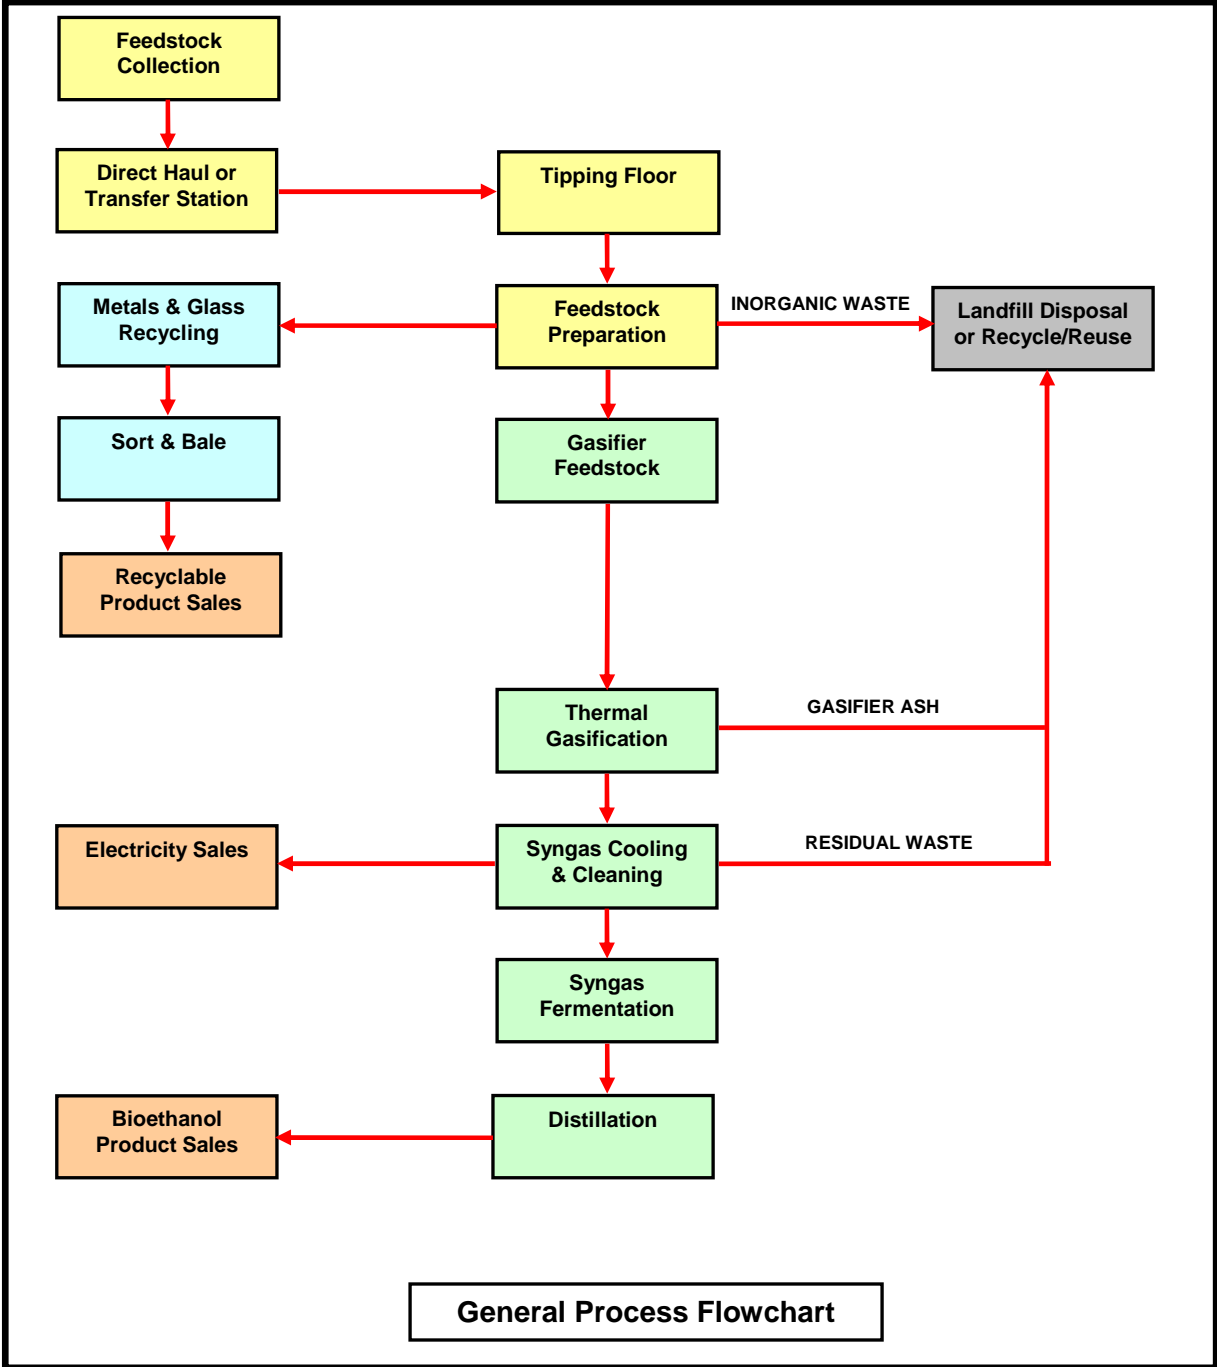 Feedstock
Collection
Direct Haul or
Transfer Station
Tipping Floor
Metals & Glass
Recycling
Feedstock
Preparation
INORGANIC WASTE
Landfill Disposal
or Recycle/Reuse
Sort & Bale
Gasifier
Feedstock
Recyclable
Product Sales
Thermal
Gasification
GASIFIER ASH
Electricity Sales
Syngas Cooling
& Cleaning
RESIDUAL WASTE
Syngas
Fermentation
Bioethanol
Product Sales
Distillation
General Process Flowchart